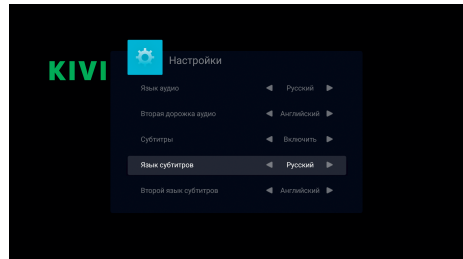 KIVI
Настройки
Язык аудио ◀ Русский ▶
Вторая дорожка аудио ◀ Английский ▶
Субтитры ◀ Включить ▶
Язык субтитров ◀ Русский ▶
Второй язык субтитров ◀ Английский ▶